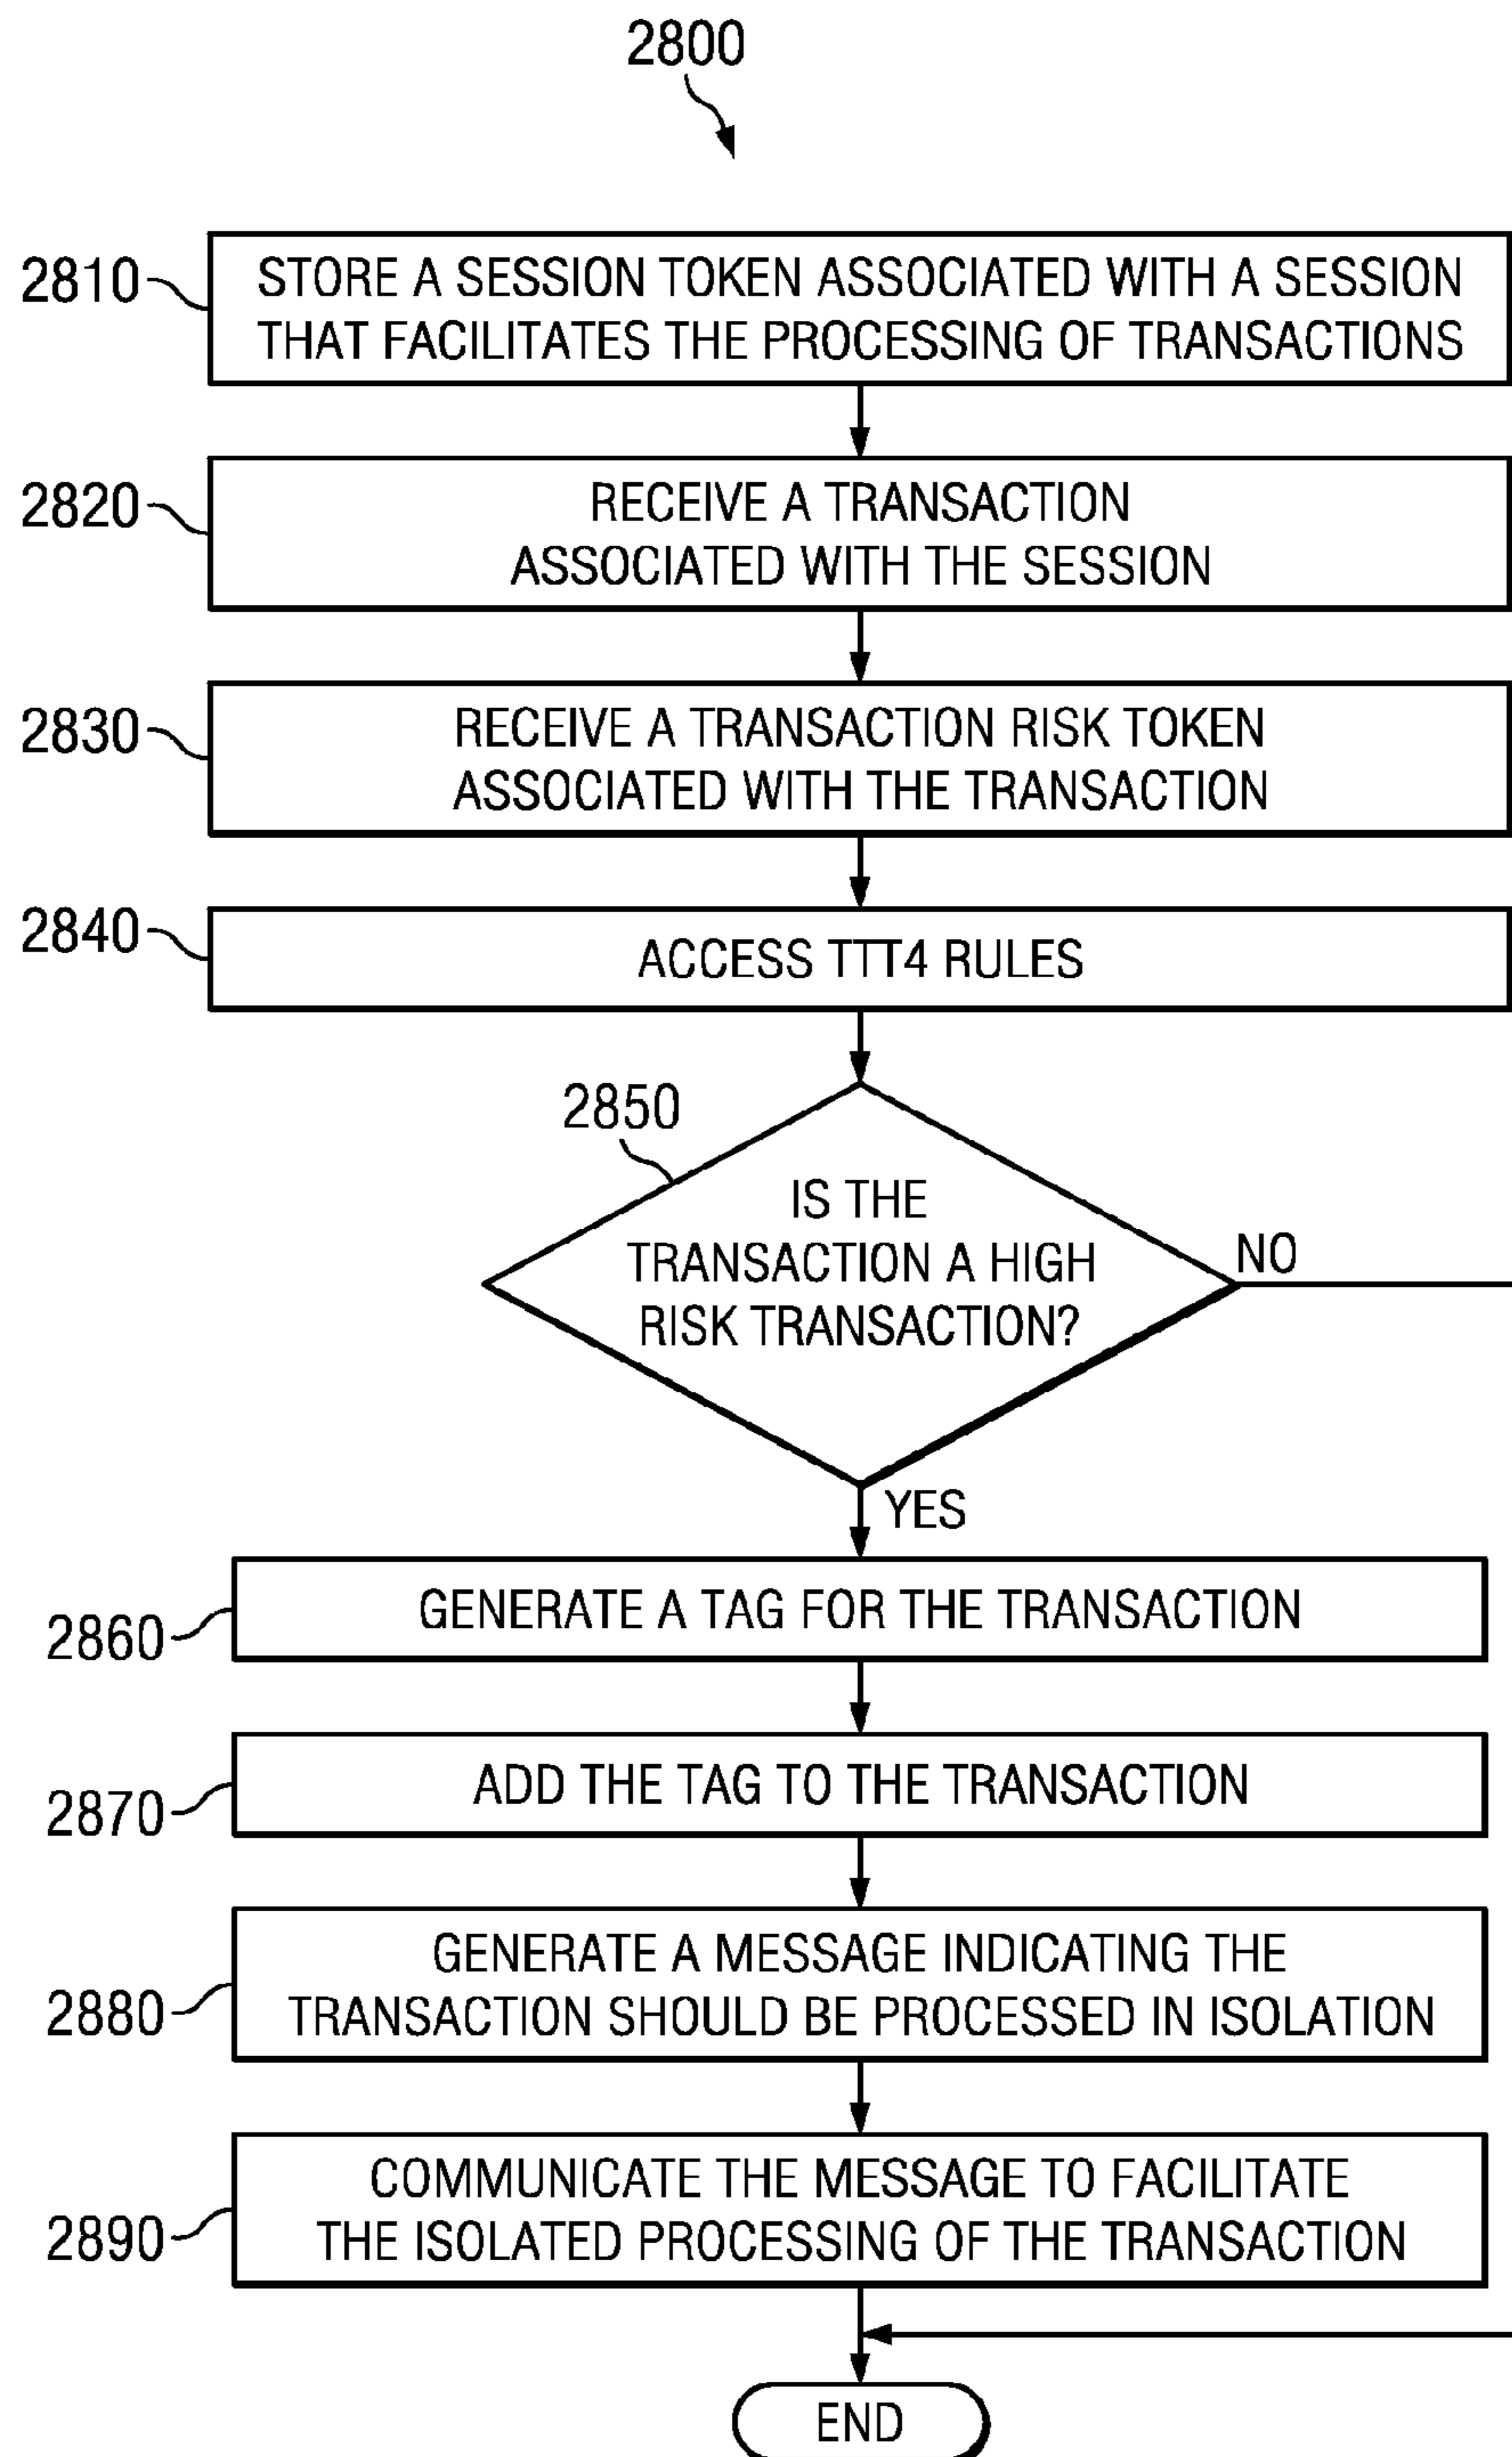 2800
2810
STORE A SESSION TOKEN ASSOCIATED WITH A SESSION
THAT FACILITATES THE PROCESSING OF TRANSACTIONS
2820
RECEIVE A TRANSACTION
ASSOCIATED WITH THE SESSION
2830
RECEIVE A TRANSACTION RISK TOKEN
ASSOCIATED WITH THE TRANSACTION
2840
ACCESS TTT4 RULES
2850
IS THE
TRANSACTION A HIGH
RISK TRANSACTION?
NO
YES
2860
GENERATE A TAG FOR THE TRANSACTION
2870
ADD THE TAG TO THE TRANSACTION
2880
GENERATE A MESSAGE INDICATING THE
TRANSACTION SHOULD BE PROCESSED IN ISOLATION
2890
COMMUNICATE THE MESSAGE TO FACILITATE
THE ISOLATED PROCESSING OF THE TRANSACTION
END